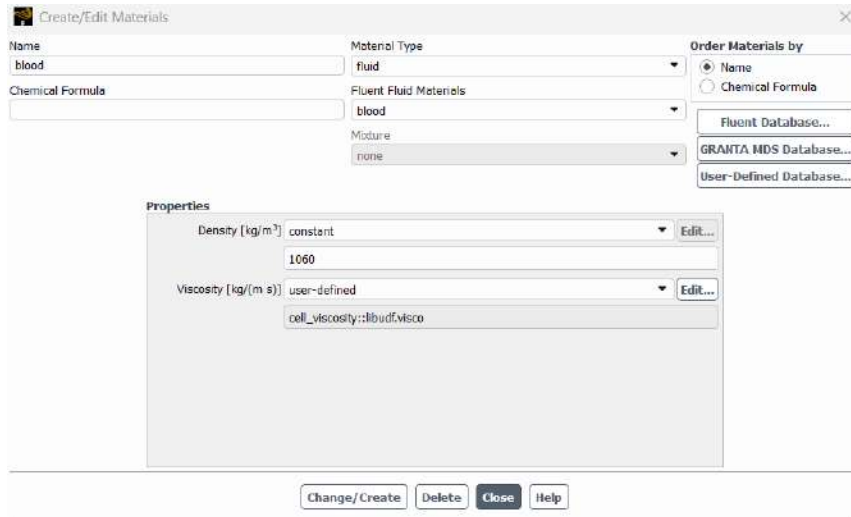 Create/Edit Materials
Name
blood
Chemical Formula
Material Type
fluid
Fluent Fluid Materials
blood
Mixture
none
Order Materials by
Name
Chemical Formula
Fluent Database...
GRANTA MDS Database...
User-Defined Database...
Properties
Density [kg/m³] constant Edit...
1060
Viscosity [kg/(m s)] user-defined Edit...
cell_viscosity::libudf.visco
Change/Create Delete Close Help